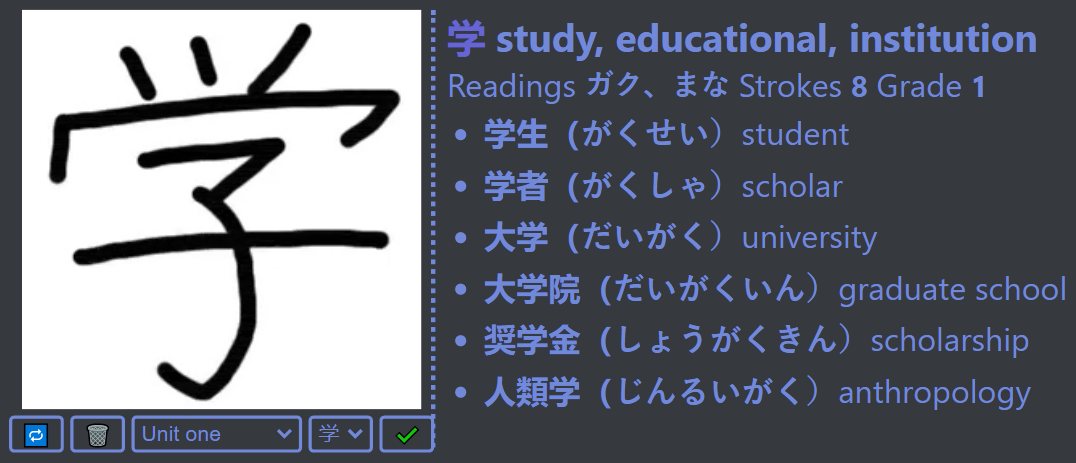 学
学 study, educational, institution
Readings ガク、まな Strokes 8 Grade 1
• 学生（がくせい）student
• 学者（がくしゃ）scholar
• 大学（だいがく）university
• 大学院（だいがくいん）graduate school
• 奨学金（しょうがくきん）scholarship
• 人類学（じんるいがく）anthropology
Unit one 学